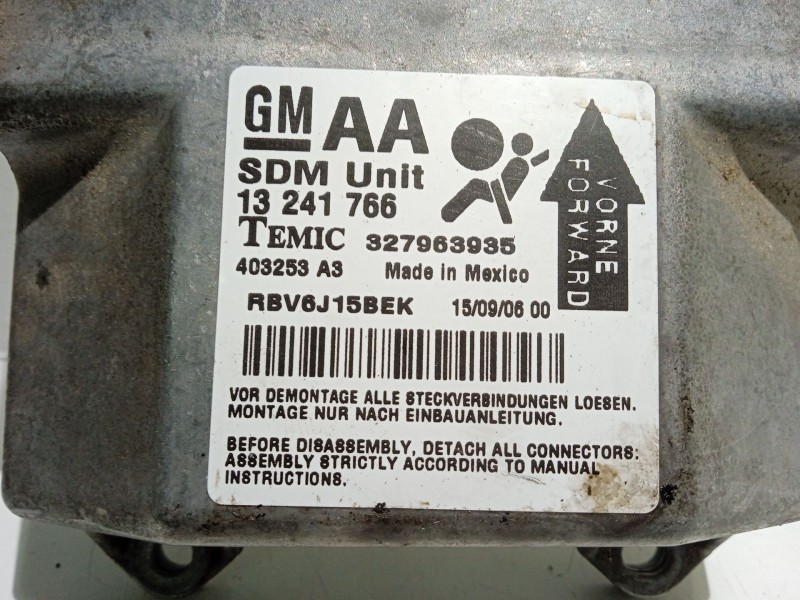 GM AA
SDM Unit
13 241 766
TEMIC 327963935
403253 A3 Made in Mexico
RBV6J15BEK 15/09/06 00
VORNE
FORWARD
VOR DEMONTAGE ALLE STECKVERBINDUNGEN LOESEN.
MONTAGE NUR NACH EINBAUANLEITUNG.
BEFORE DISASSEMBLY, DETACH ALL CONNECTORS:
ASSEMBLY STRICTLY ACCORDING TO MANUAL
INSTRUCTIONS.